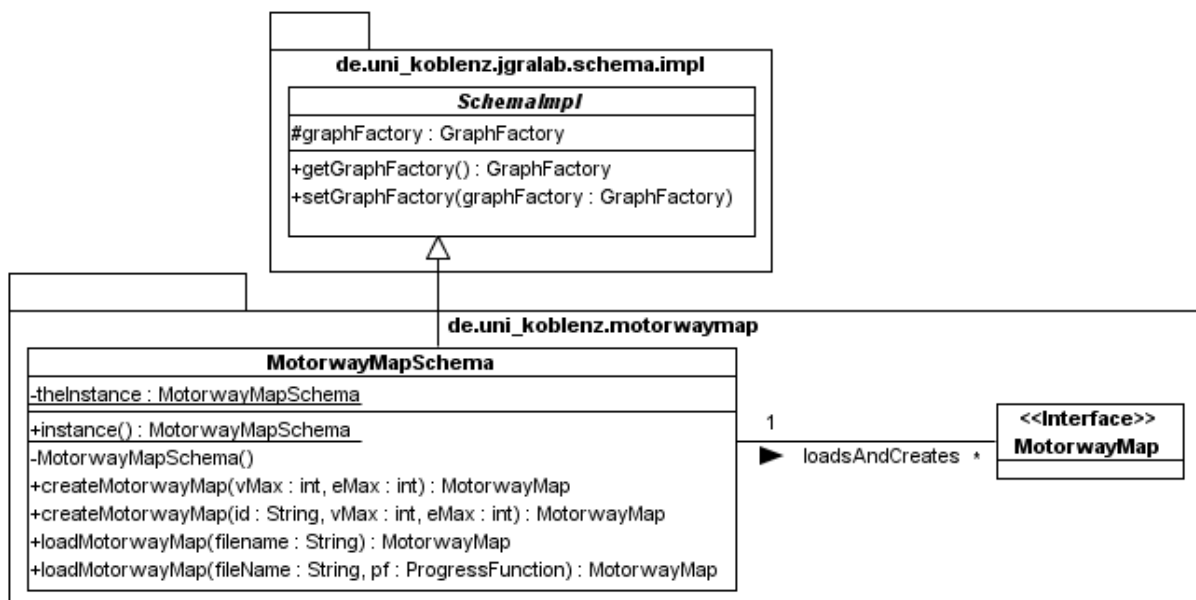 de.uni_koblenz.jgralab.schema.impl
SchemaImpl
#graphFactory : GraphFactory
+getGraphFactory() : GraphFactory
+setGraphFactory(graphFactory : GraphFactory)
de.uni_koblenz.motorwaymap
MotorwayMapSchema
-theInstance : MotorwayMapSchema
+instance() : MotorwayMapSchema
-MotorwayMapSchema()
+createMotorwayMap(vMax : int, eMax : int) : MotorwayMap
+createMotorwayMap(id : String, vMax : int, eMax : int) : MotorwayMap
+loadMotorwayMap(filename : String) : MotorwayMap
+loadMotorwayMap(fileName : String, pf : ProgressFunction) : MotorwayMap
1
loadsAndCreates *
<<Interface>>
MotorwayMap